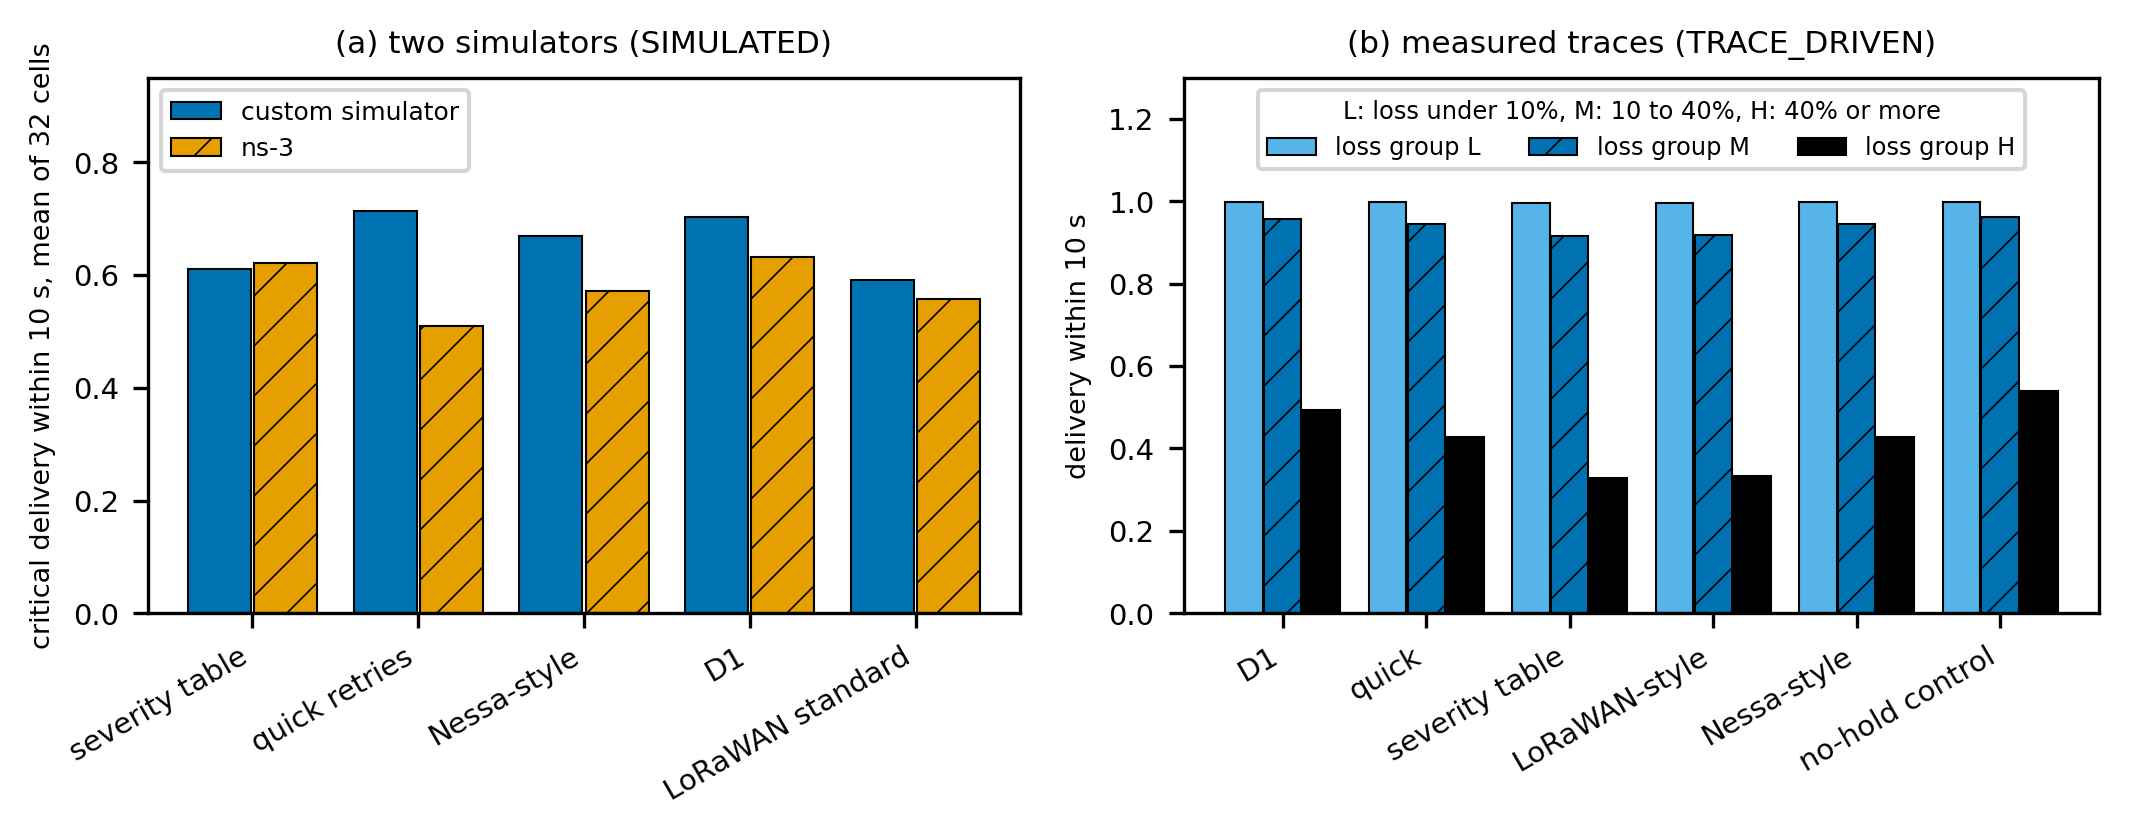 (a) two simulators (SIMULATED)
critical delivery within 10 s, mean of 32 cells
custom simulator
ns-3
0.8
0.6
0.4
0.2
0.0
severity table
quick retries
Nessa-style
D1
LoRaWAN standard
(b) measured traces (TRACE_DRIVEN)
delivery within 10 s
L: loss under 10%, M: 10 to 40%, H: 40% or more
loss group L
loss group M
loss group H
1.2
1.0
0.8
0.6
0.4
0.2
0.0
D1
quick
severity table
LoRaWAN-style
Nessa-style
no-hold control